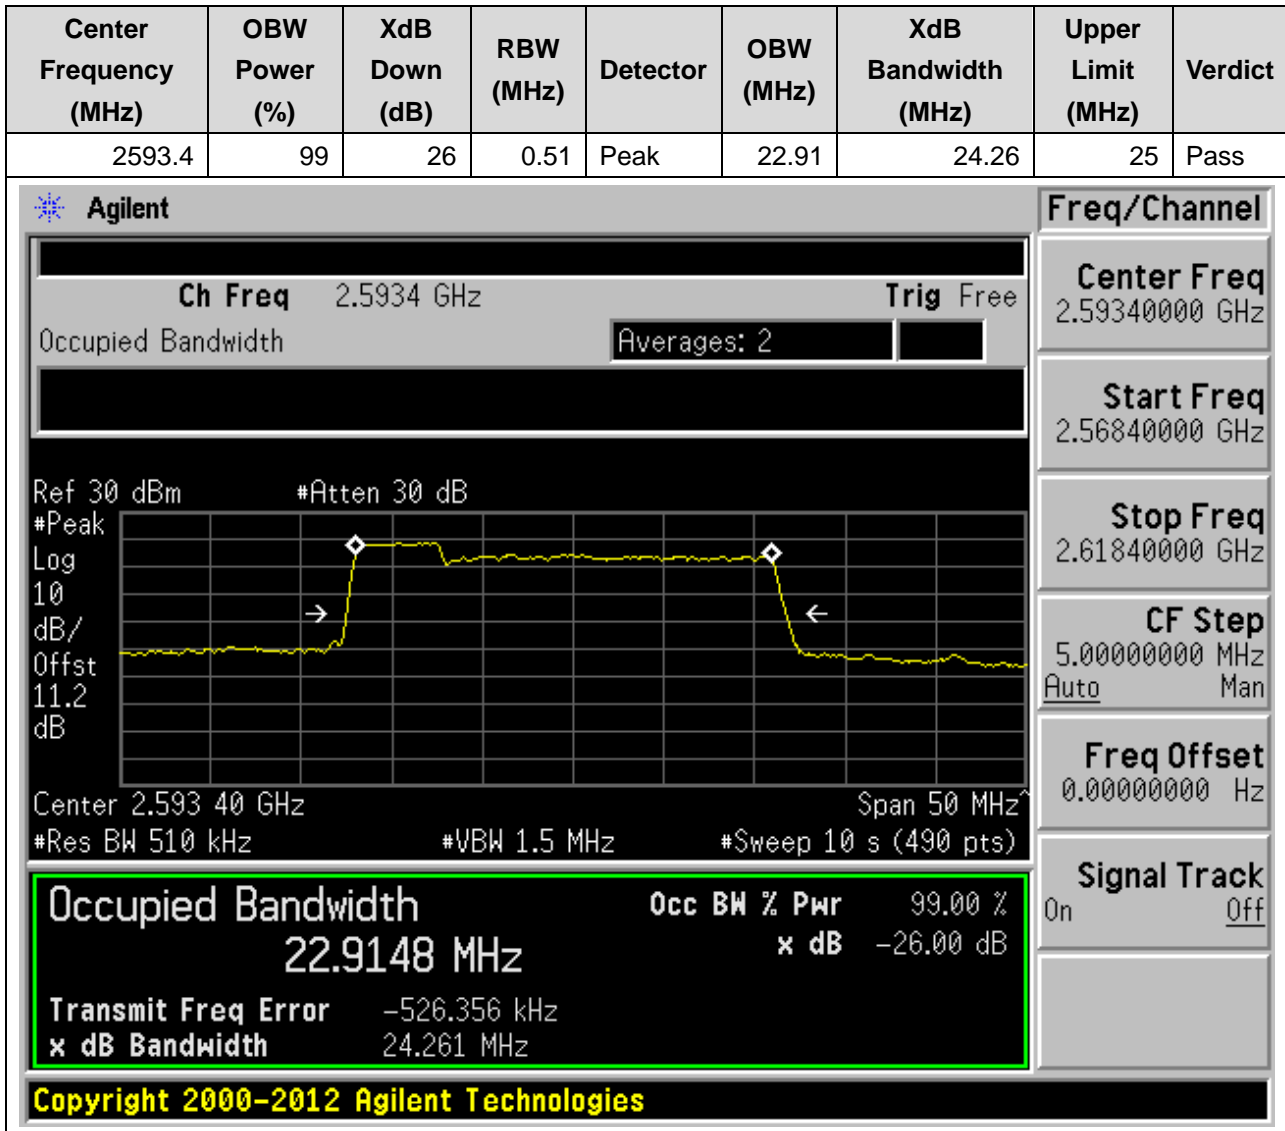 Center Frequency (MHz) OBW Power (%) XdB Down (dB) RBW (MHz) Detector OBW (MHz) XdB Bandwidth (MHz) Upper Limit (MHz) Verdict
2593.4 99 26 0.51 Peak 22.91 24.26 25 Pass
Agilent
Freq/Channel
Ch Freq 2.5934 GHz Trig Free
Occupied Bandwidth Averages: 2
Center Freq
2.59340000 GHz
Start Freq
2.56840000 GHz
Stop Freq
2.61840000 GHz
CF Step
5.00000000 MHz
Auto Man
Freq Offset
0.00000000 Hz
Signal Track
On Off
Ref 30 dBm #Atten 30 dB
#Peak
Log
10
dB/
Offst
11.2
dB
Center 2.593 40 GHz Span 50 MHz^
#Res BW 510 kHz #VBW 1.5 MHz #Sweep 10 s (490 pts)
Occupied Bandwidth Occ BW % Pwr 99.00 %
22.9148 MHz x dB -26.00 dB
Transmit Freq Error -526.356 kHz
x dB Bandwidth 24.261 MHz
Copyright 2000-2012 Agilent Technologies